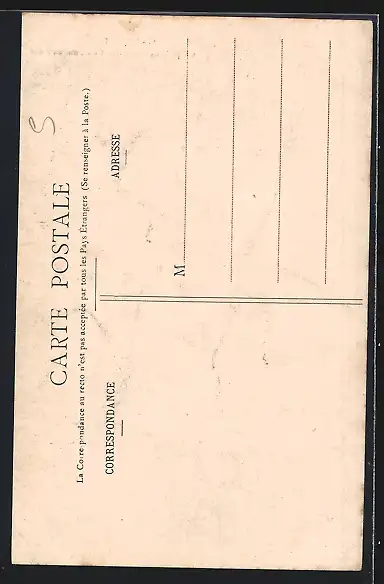 S
CARTE POSTALE
La Correspondance au recto n'est pas acceptée par tous les Pays Étrangers (Se renseigner à la Poste.)
CORRESPONDANCE
ADRESSE
M